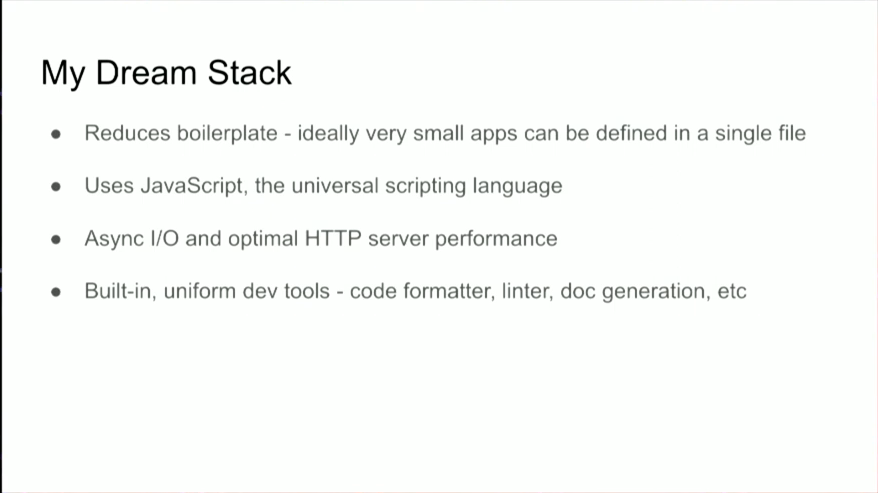 My Dream Stack
● Reduces boilerplate - ideally very small apps can be defined in a single file
● Uses JavaScript, the universal scripting language
● Async I/O and optimal HTTP server performance
● Built-in, uniform dev tools - code formatter, linter, doc generation, etc